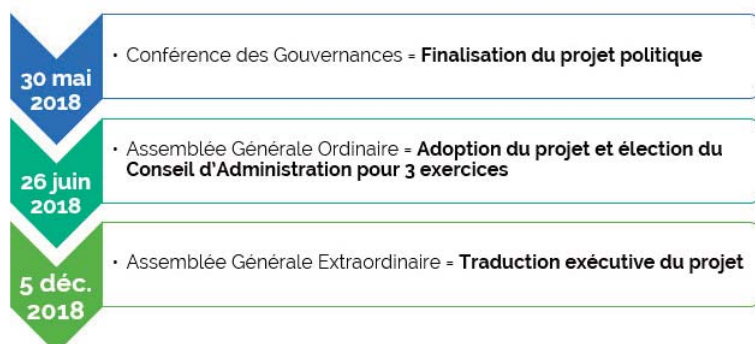 30 mai
2018
• Conférence des Gouvernances = Finalisation du projet politique
26 juin
2018
• Assemblée Générale Ordinaire = Adoption du projet et élection du
Conseil d'Administration pour 3 exercices
5 déc.
2018
• Assemblée Générale Extraordinaire = Traduction exécutive du projet